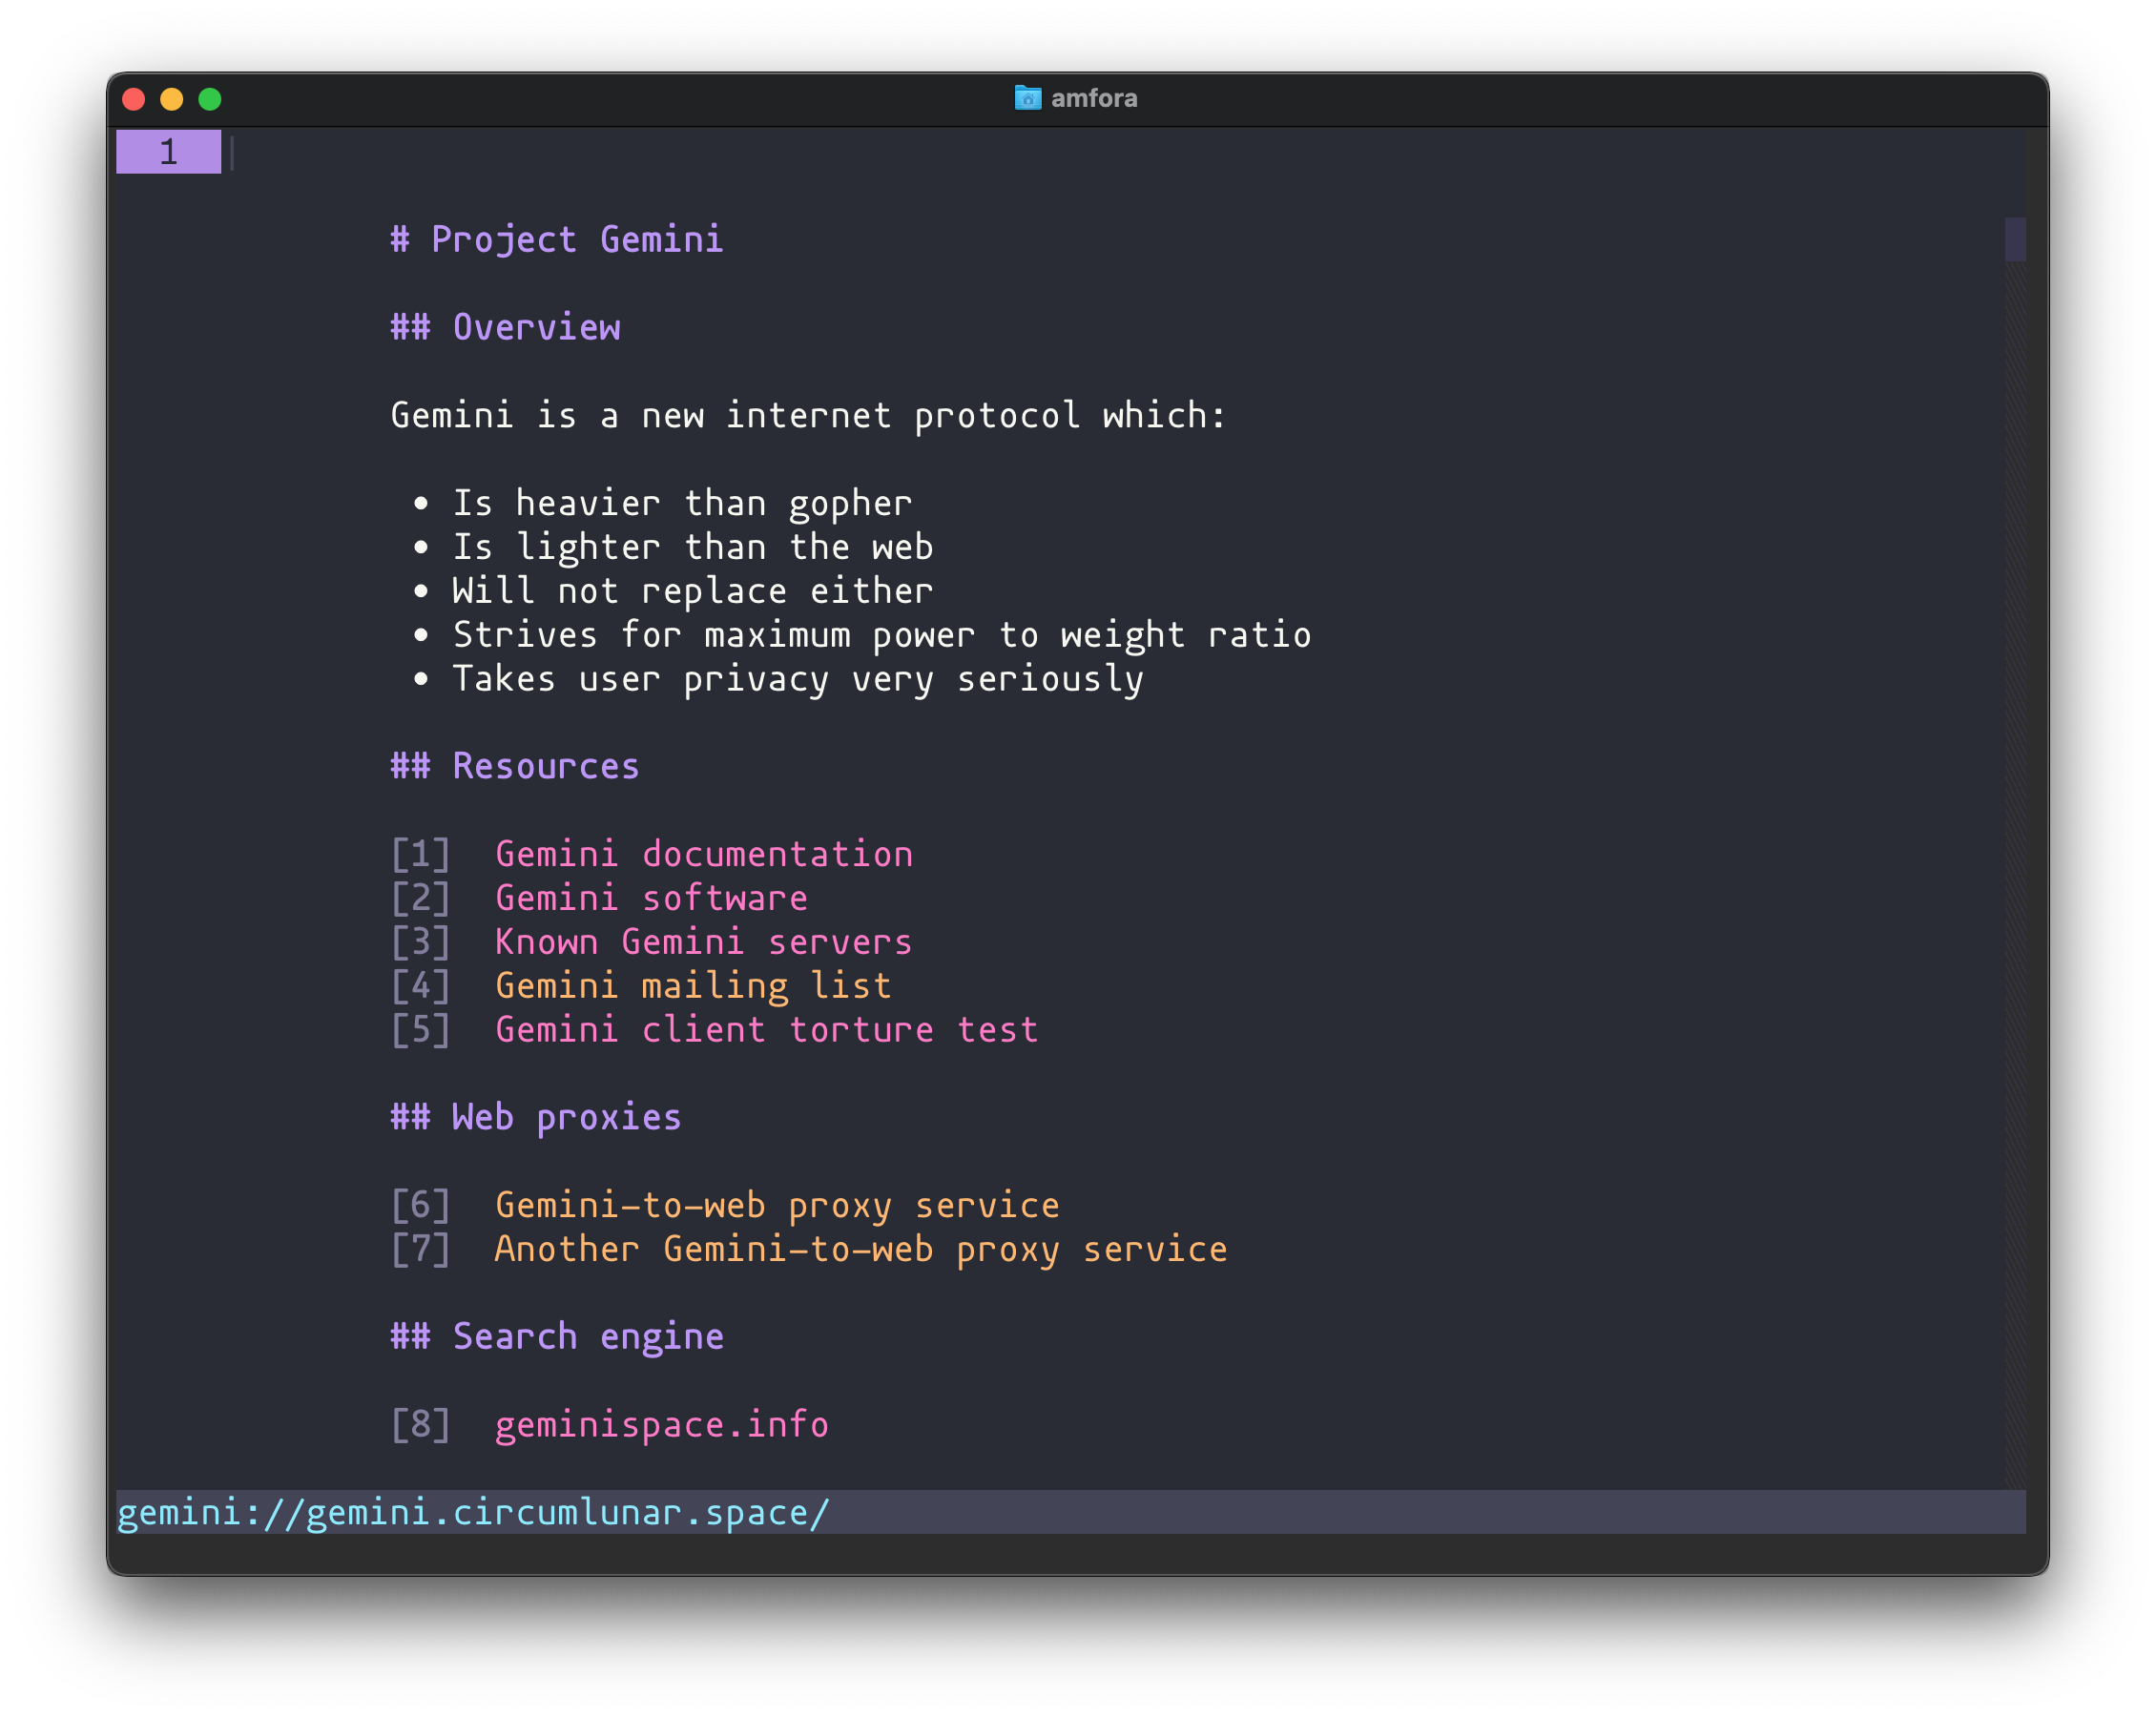 amfora
1
# Project Gemini
## Overview
Gemini is a new internet protocol which:
• Is heavier than gopher
• Is lighter than the web
• Will not replace either
• Strives for maximum power to weight ratio
• Takes user privacy very seriously
## Resources
[1] Gemini documentation
[2] Gemini software
[3] Known Gemini servers
[4] Gemini mailing list
[5] Gemini client torture test
## Web proxies
[6] Gemini-to-web proxy service
[7] Another Gemini-to-web proxy service
## Search engine
[8] geminispace.info
gemini://gemini.circumlunar.space/